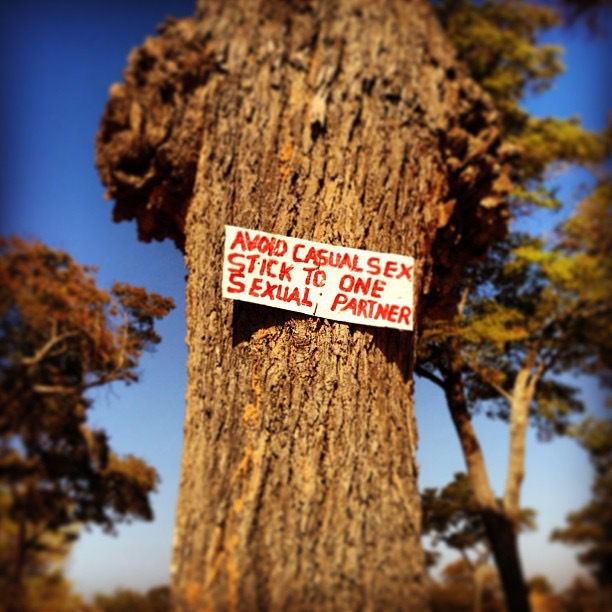 AVOID CASUAL SEX
STICK TO ONE
SEXUAL PARTNER